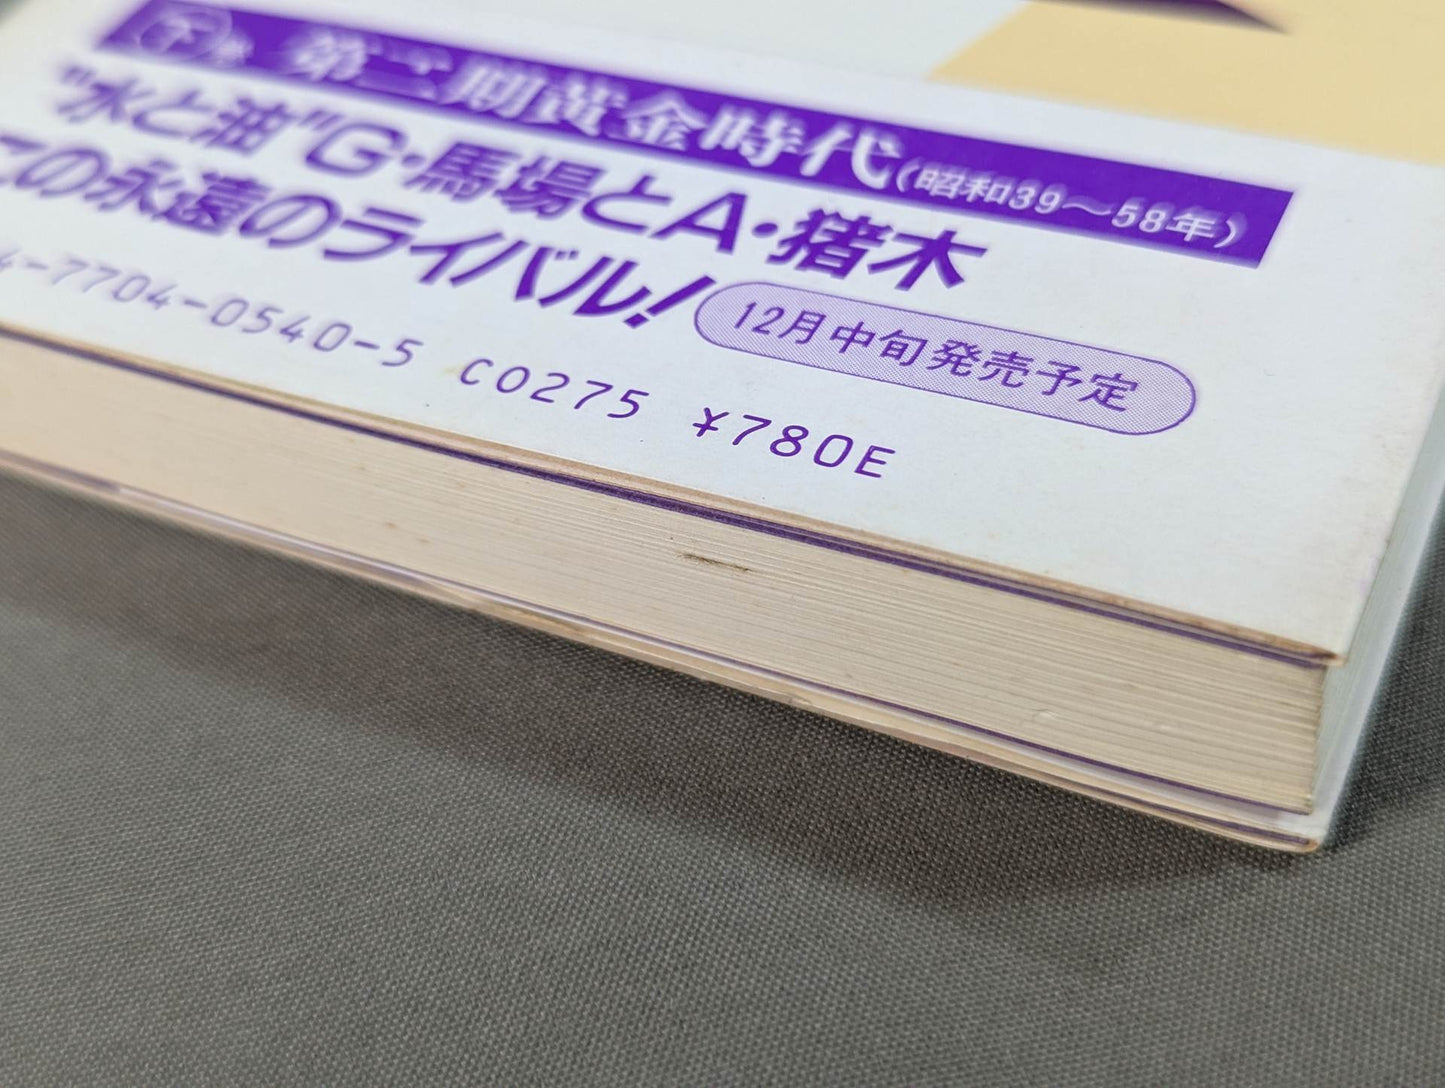 下巻 第二期黄金時代(昭和39〜58年)
"水と油"G・馬場とA・猪木
この永遠のライバル!
12月中旬発売予定
4-7704-0540-5 C0275 ¥780E